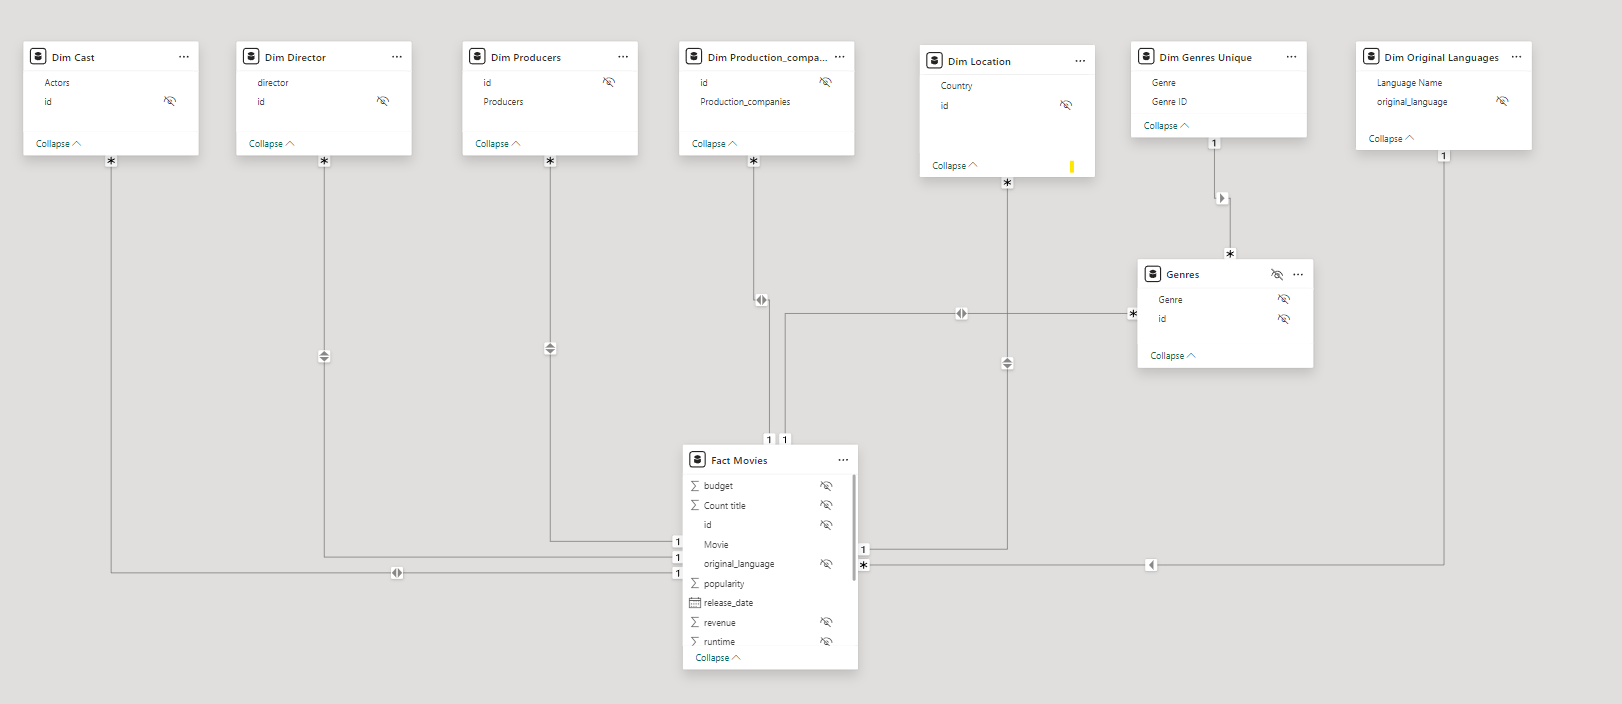 Dim Cast
Actors
id
Collapse
Dim Director
director
id
Collapse
Dim Producers
id
Producers
Collapse
Dim Production_compa...
id
Production_companies
Collapse
Dim Location
Country
id
Collapse
Dim Genres Unique
Genre
Genre ID
Collapse
Dim Original Languages
Language Name
original_language
Collapse
*
*
*
*
*
1
1
*
Genres
Genre
id
Collapse
*
1
1
Fact Movies
budget
Count title
id
Movie
original_language
popularity
release_date
revenue
runtime
Collapse
1
1
1
1
*